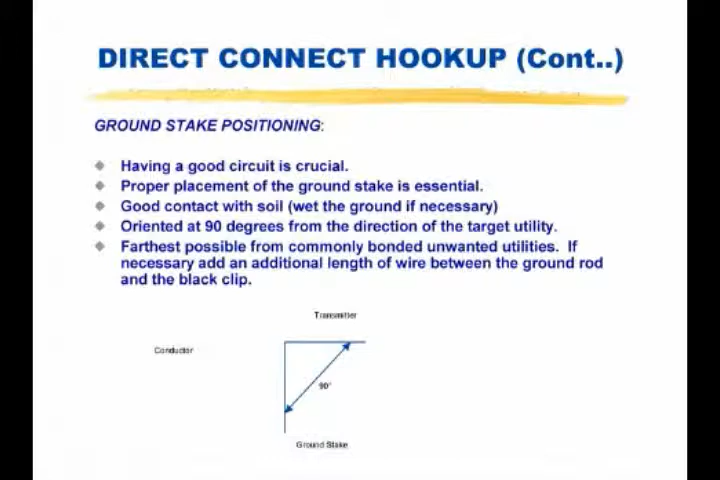 DIRECT CONNECT HOOKUP (Cont..)
GROUND STAKE POSITIONING:
Having a good circuit is crucial.
Proper placement of the ground stake is essential.
Good contact with soil (wet the ground if necessary)
Oriented at 90 degrees from the direction of the target utility.
Farthest possible from commonly bonded unwanted utilities. If
necessary add an additional length of wire between the ground rod
and the black clip.
Transmitter
Conductor
90°
Ground Stake